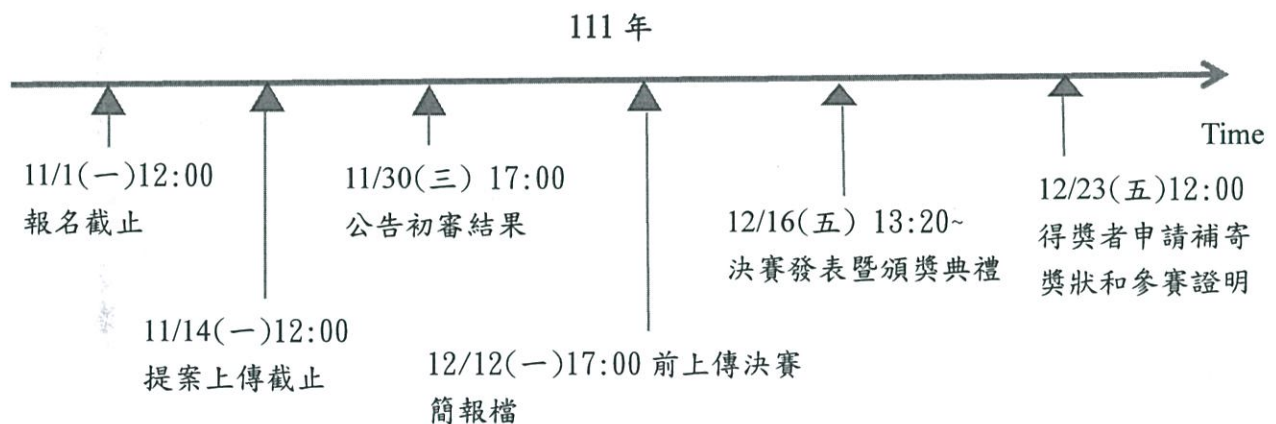 111 年
Time
11/1(一)12:00
報名截止
11/14(一)12:00
提案上傳截止
11/30(三) 17:00
公告初審結果
12/12(一)17:00 前上傳決賽
簡報檔
12/16(五) 13:20~
決賽發表暨頒獎典禮
12/23(五)12:00
得獎者申請補寄
獎狀和參賽證明